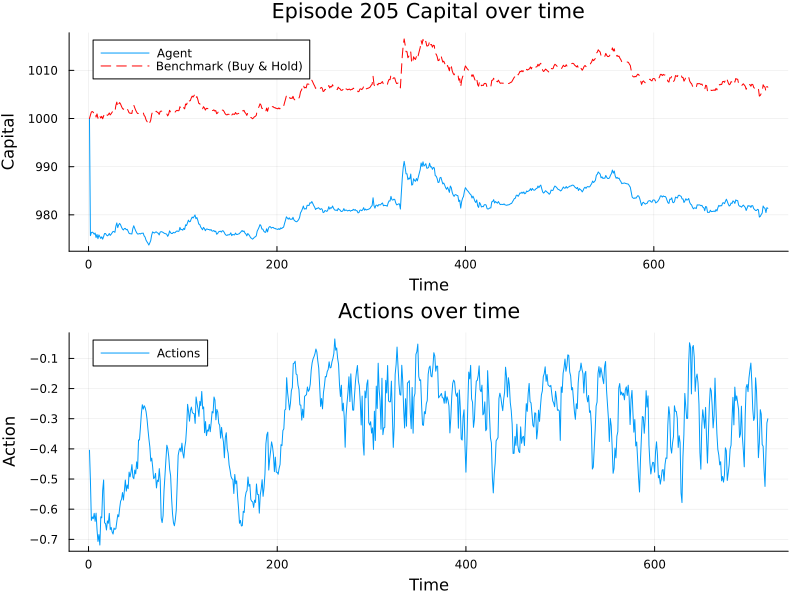 Episode 205 Capital over time
Agent
Benchmark (Buy & Hold)
1010
1000
990
980
Capital
0
200
400
600
Time
Actions over time
Actions
−0.1
−0.2
−0.3
−0.4
−0.5
−0.6
−0.7
Action
0
200
400
600
Time